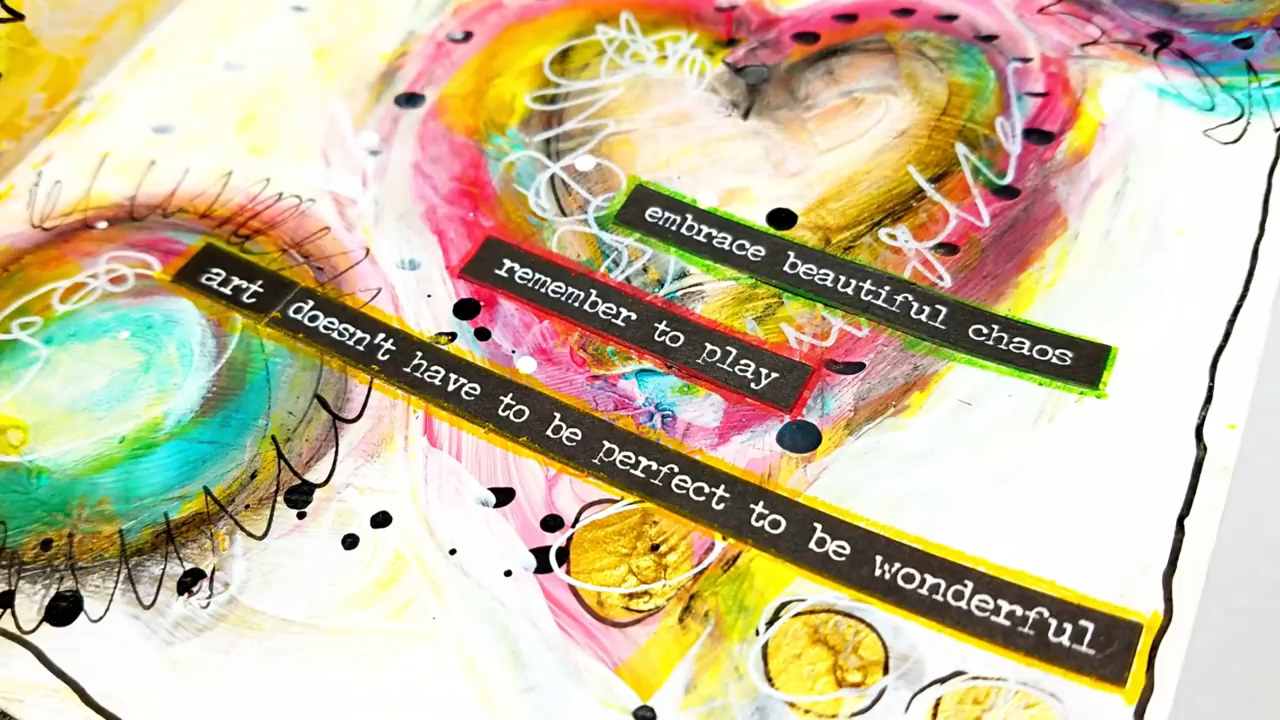 embrace beautiful chaos
remember to play
art doesn't have to be perfect to be wonderful